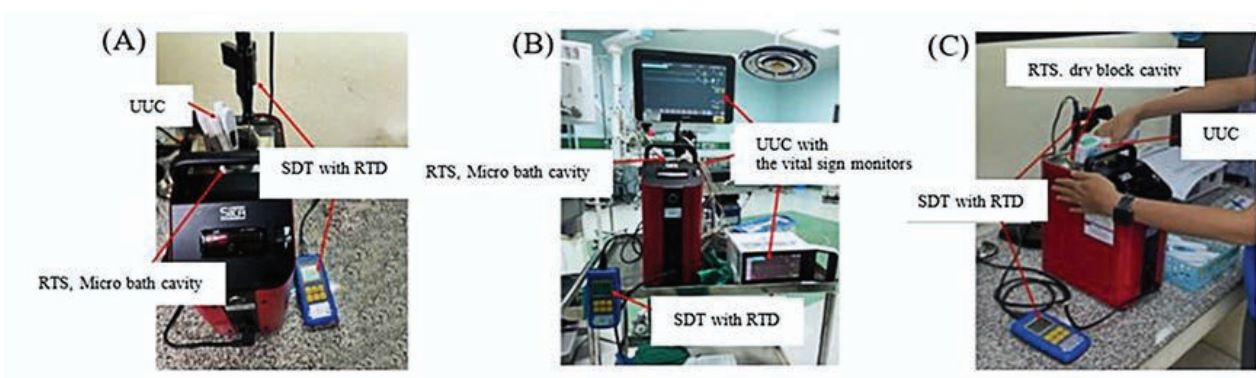 (A)
UUC
SDT with RTD
RTS, Micro bath cavity
SIKA
(B)
RTS, Micro bath cavity
UUC with
the vital sign monitors
SDT with RTD
(C)
RTS. dry block cavity
UUC
SDT with RTD